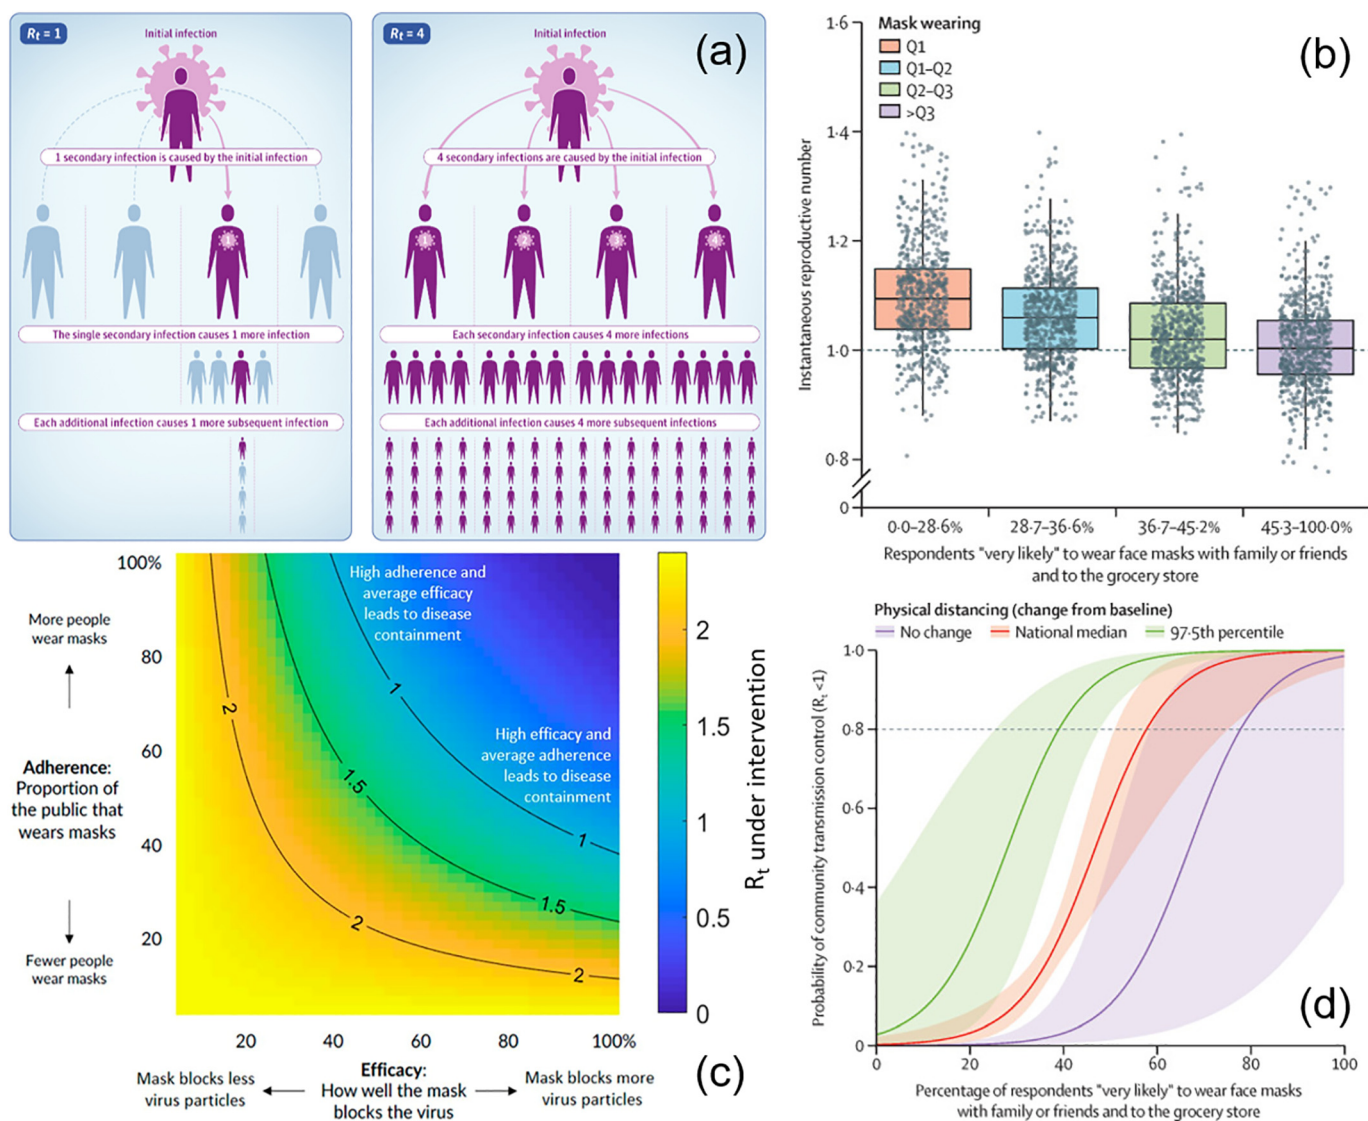 Rt = 1
Initial infection
1 secondary infection is caused by the initial infection
1
The single secondary infection causes 1 more infection
Each additional infection causes 1 more subsequent infection
Rt = 4
Initial infection
(a)
4 secondary infections are caused by the initial infection
1 2 3 4
Each secondary infection causes 4 more infections
Each additional infection causes 4 more subsequent infections
(b)
Mask wearing
Q1
Q1–Q2
Q2–Q3
>Q3
Instantaneous reproductive number
1·6
1·4
1·2
1·0
0·8
0
0·0–28·6%
28·7–36·6%
36·7–45·2%
45·3–100·0%
Respondents "very likely" to wear face masks with family or friends
and to the grocery store
100%
80
60
40
20
More people
wear masks
Adherence:
Proportion of
the public that
wears masks
Fewer people
wear masks
High adherence and
average efficacy
leads to disease
containment
High efficacy and
average adherence
leads to disease
containment
2
1.5
1
1
1.5
2
2
2
1.5
1
0.5
0
Rt under intervention
20
40
60
80
100%
Efficacy:
How well the mask
blocks the virus
Mask blocks less
virus particles
Mask blocks more
virus particles
(c)
Physical distancing (change from baseline)
No change
National median
97·5th percentile
Probability of community transmission control (Rt <1)
1·0
0·8
0·6
0·4
0·2
0
0
20
40
60
80
100
(d)
Percentage of respondents "very likely" to wear face masks
with family or friends and to the grocery store